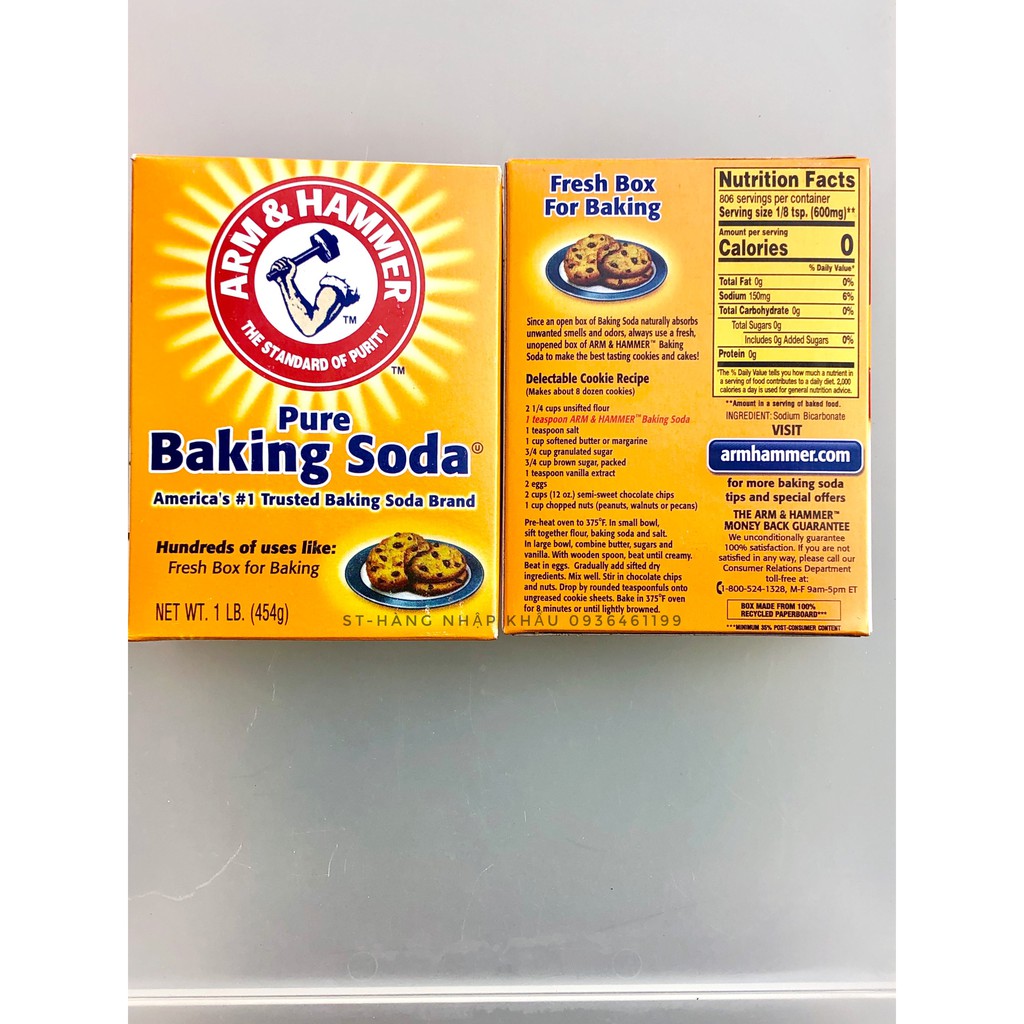 ARM & HAMMER
THE STANDARD OF PURITY
TM
TM
Pure
Baking Soda
America's #1 Trusted Baking Soda Brand
Hundreds of uses like:
Fresh Box for Baking
NET WT. 1 LB. (454g)
Fresh Box
For Baking
Since an open box of Baking Soda naturally absorbs
unwanted smells and odors, always use a fresh,
unopened box of ARM & HAMMER™ Baking
Soda to make the best tasting cookies and cakes!
Delectable Cookie Recipe
(Makes about 8 dozen cookies)
2 1/4 cups unsifted flour
1 teaspoon ARM & HAMMER™ Baking Soda
1 teaspoon salt
1 cup softened butter or margarine
3/4 cup granulated sugar
3/4 cup brown sugar, packed
1 teaspoon vanilla extract
2 eggs
2 cups (12 oz.) semi-sweet chocolate chips
1 cup chopped nuts (peanuts, walnuts or pecans)
Pre-heat oven to 375°F. In small bowl,
sift together flour, baking soda and salt.
In large bowl, combine butter, sugars and
vanilla. With wooden spoon, beat until creamy.
Beat in eggs. Gradually add sifted dry
ingredients. Mix well. Stir in chocolate chips
and nuts. Drop by rounded teaspoonfuls onto
ungreased cookie sheets. Bake in 375°F oven
for 8 minutes or until lightly browned.
Nutrition Facts
806 servings per container
Serving size 1/8 tsp. (600mg)**
Amount per serving
Calories 0
% Daily Value*
Total Fat 0g 0%
Sodium 150mg 6%
Total Carbohydrate 0g 0%
Total Sugars 0g
Includes 0g Added Sugars 0%
Protein 0g
*The % Daily Value tells you how much a nutrient in
a serving of food contributes to a daily diet. 2,000
calories a day is used for general nutrition advice.
**Amount in a serving of baked food.
INGREDIENT: Sodium Bicarbonate
VISIT
armhammer.com
for more baking soda
tips and special offers
THE ARM & HAMMER™
MONEY BACK GUARANTEE
We unconditionally guarantee
100% satisfaction. If you are not
satisfied in any way, please call our
Consumer Relations Department
toll-free at:
1-800-524-1328, M-F 9am-5pm ET
BOX MADE FROM 100%
RECYCLED PAPERBOARD***
***MINIMUM 35% POST-CONSUMER CONTENT
ST-HÀNG NHẬP KHẨU 0936461199